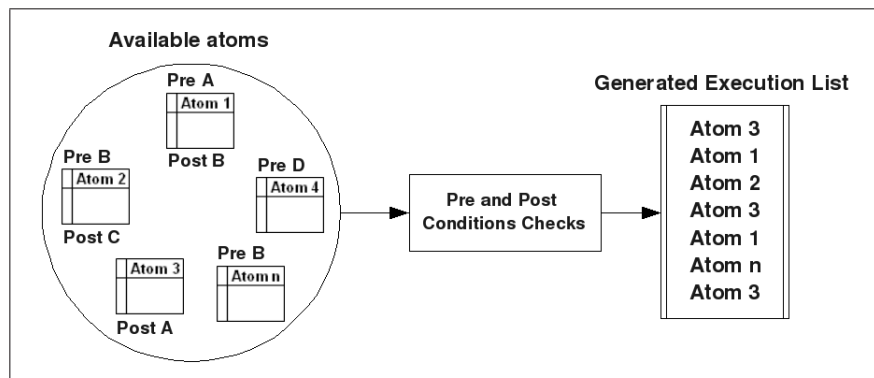 Available atoms
Pre A
Atom 1
Post B
Pre B
Atom 2
Post C
Pre D
Atom 4
Atom 3
Post A
Pre B
Atom n
Pre and Post
Conditions Checks
Generated Execution List
Atom 3
Atom 1
Atom 2
Atom 3
Atom 1
Atom n
Atom 3